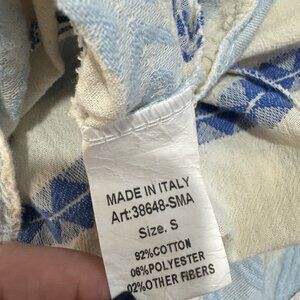 MADE IN ITALY
Art:38648-SMA
Size. S
92%COTTON
06%POLYESTER
02%OTHER FIBERS